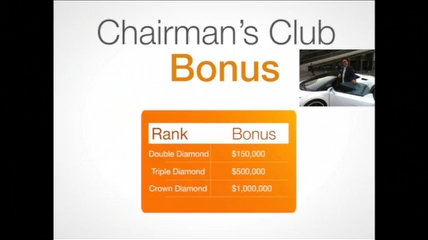 Chairman's Club
Bonus
Rank Bonus
Double Diamond $150,000
Triple Diamond $500,000
Crown Diamond $1,000,000